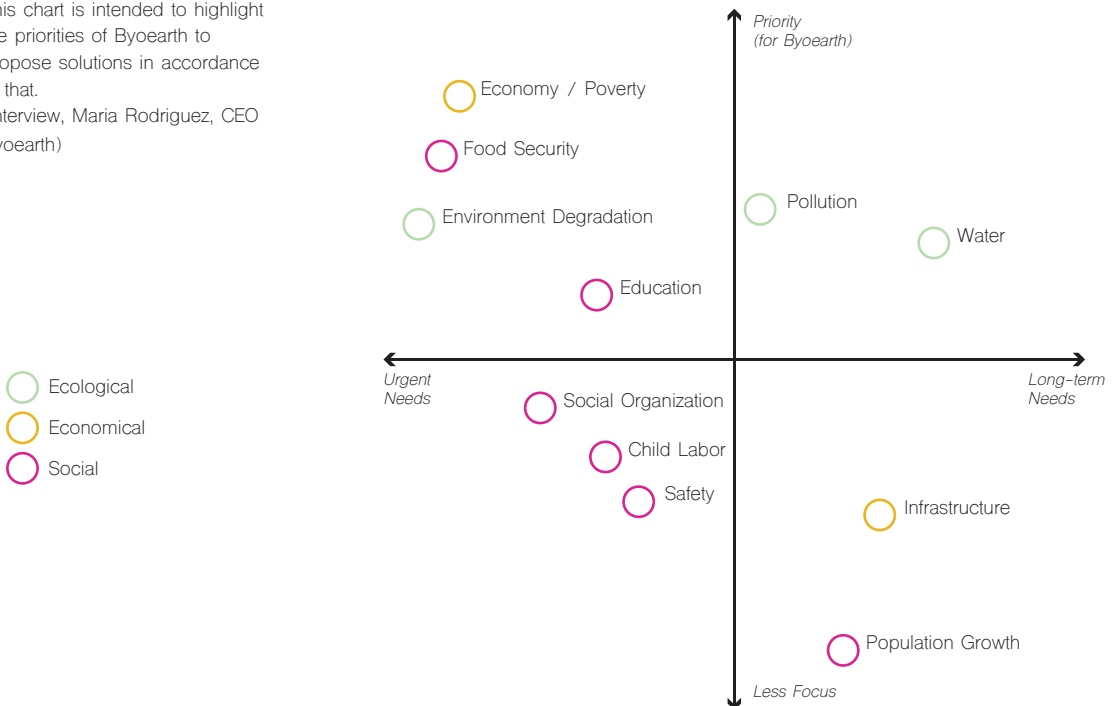 his chart is intended to highlight
e priorities of Byoearth to
opose solutions in accordance
that.
nterview, Maria Rodriguez, CEO
yoearth)
Priority
(for Byoearth)
Economy / Poverty
Food Security
Environment Degradation
Pollution
Water
Education
Urgent
Needs
Long-term
Needs
Ecological
Economical
Social
Social Organization
Child Labor
Safety
Infrastructure
Population Growth
Less Focus